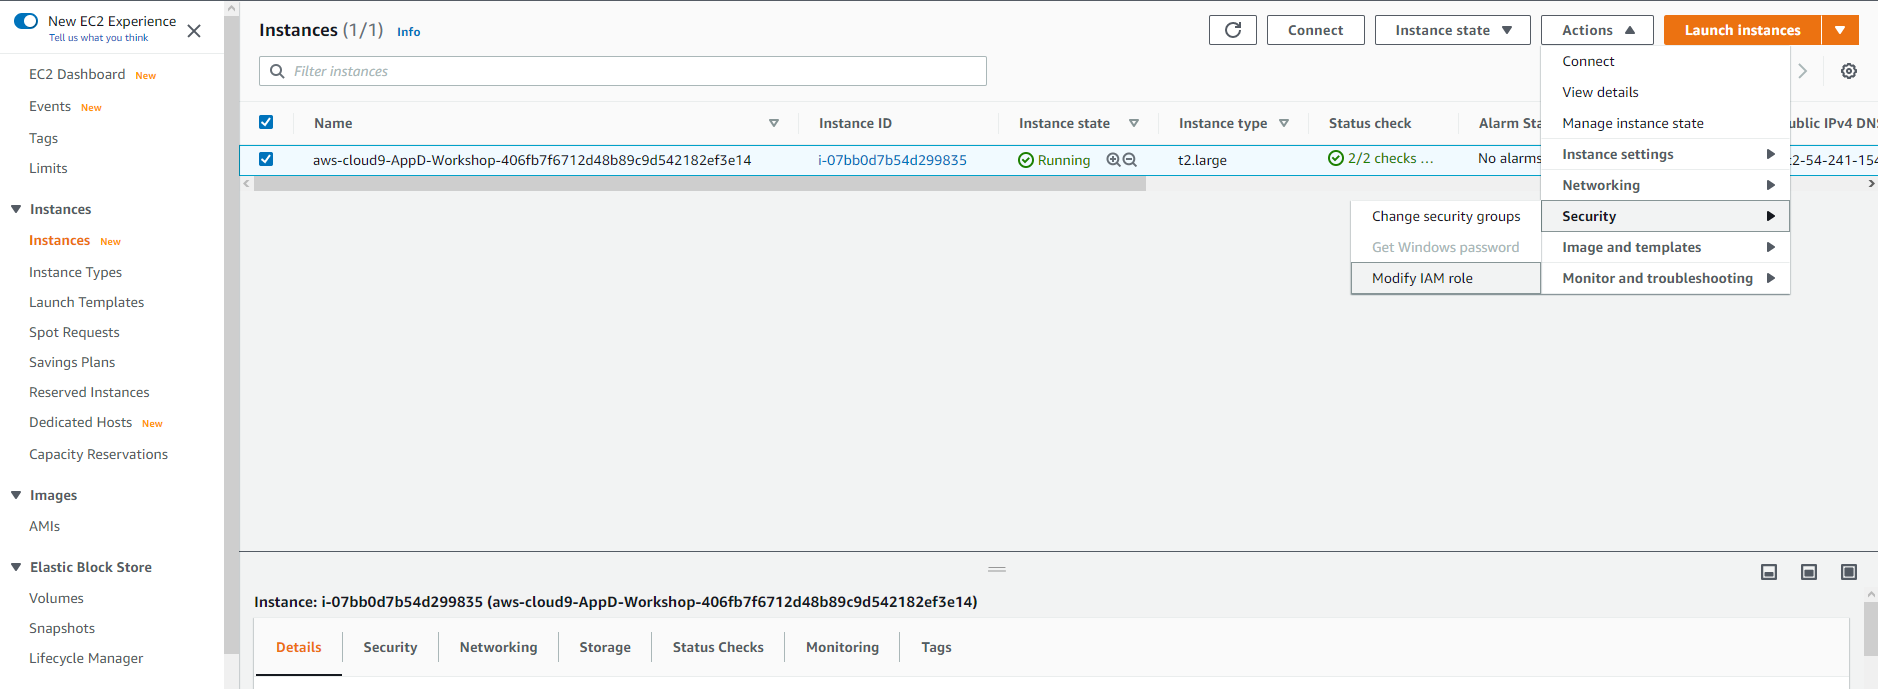 New EC2 Experience
Tell us what you think
EC2 Dashboard New
Events New
Tags
Limits
Instances
Instances New
Instance Types
Launch Templates
Spot Requests
Savings Plans
Reserved Instances
Dedicated Hosts New
Capacity Reservations
Images
AMIs
Elastic Block Store
Volumes
Snapshots
Lifecycle Manager
Instances (1/1) Info
Connect
Instance state
Actions
Launch instances
Filter instances
Name Instance ID Instance state Instance type Status check Alarm Sta ublic IPv4 DN
aws-cloud9-AppD-Workshop-406fb7f6712d48b89c9d542182ef3e14 i-07bb0d7b54d299835 Running t2.large 2/2 checks ... No alarms 2-54-241-154
Connect
View details
Manage instance state
Instance settings
Networking
Security
Image and templates
Monitor and troubleshooting
Change security groups
Get Windows password
Modify IAM role
Instance: i-07bb0d7b54d299835 (aws-cloud9-AppD-Workshop-406fb7f6712d48b89c9d542182ef3e14)
Details Security Networking Storage Status Checks Monitoring Tags